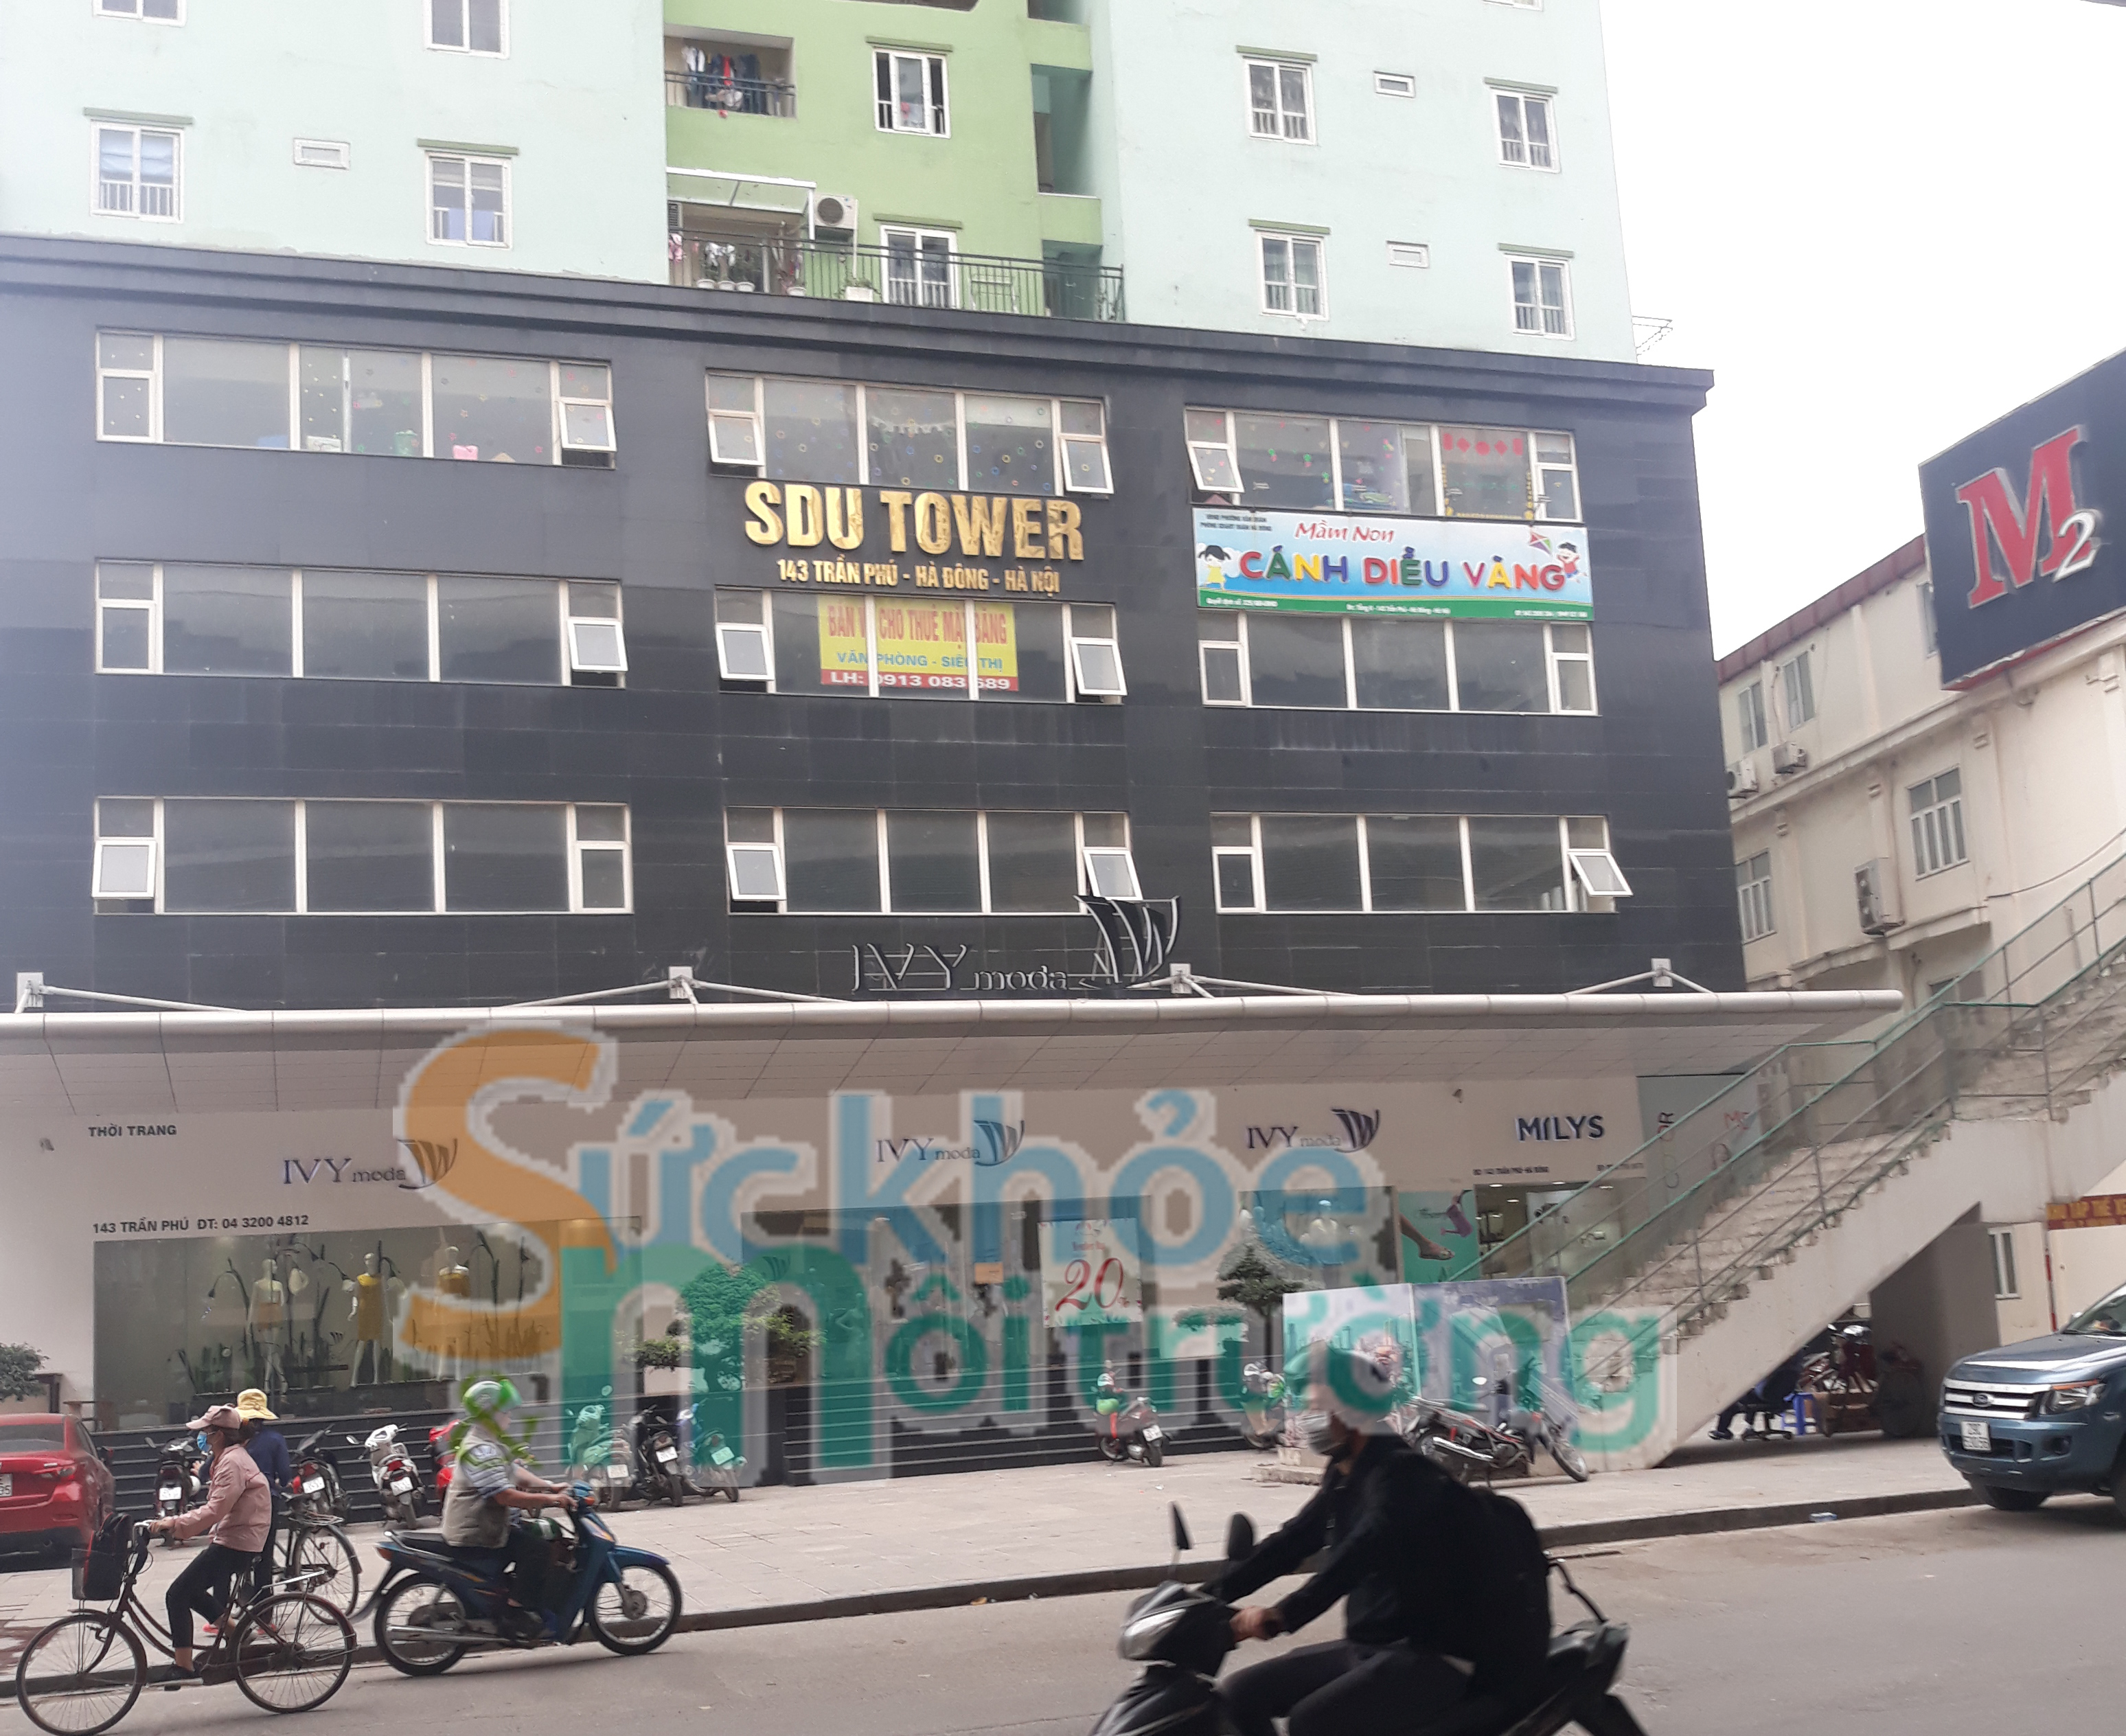 SDU TOWER
143 TRẦN PHÚ - HÀ ĐÔNG - HÀ NỘI
Mầm Non
CÁNH DIỀU VÀNG
BÁN VÀ CHO THUÊ MẶT BẰNG
VĂN PHÒNG - SIÊU THỊ
LH: 0913 083 689
M2
IVY moda
THỜI TRANG
IVY moda
IVY moda
IVY moda
MILYS
143 TRẦN PHÚ ĐT: 04 3200 4812
20
Sức khỏe
Môi trường